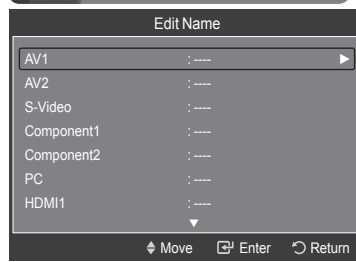 Edit Name
AV1 : ---- ►
AV2 : ----
S-Video : ----
Component1 : ----
Component2 : ----
PC : ----
HDMI1 : ----
▼
Move Enter Return